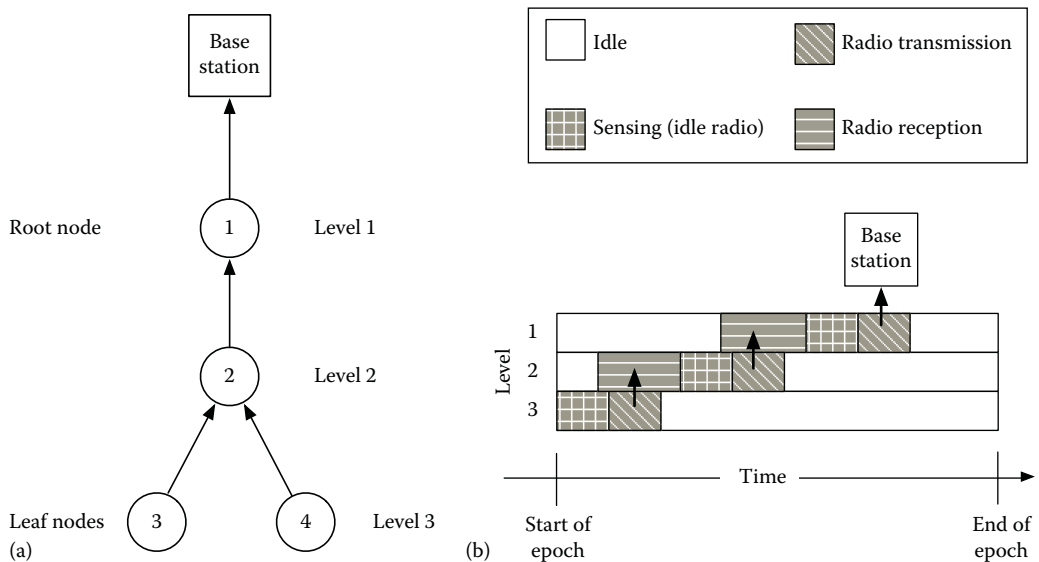 Base
station
1
Root node
Level 1
2
Level 2
3
4
Leaf nodes
Level 3
(a)
Idle
Radio transmission
Sensing (idle radio)
Radio reception
Base
station
Level
1
2
3
Time
Start of
epoch
End of
epoch
(b)